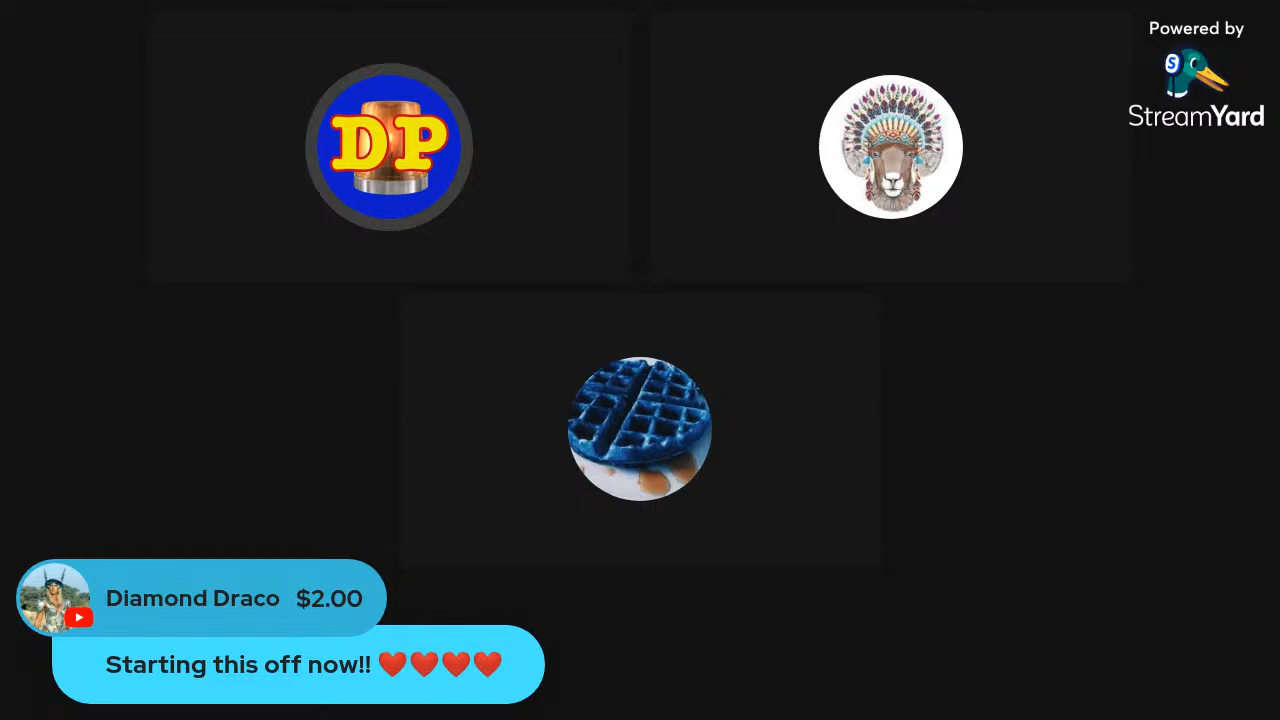 Powered by
S
StreamYard
DP
Diamond Draco $2.00
Starting this off now!! ❤️❤️❤️❤️